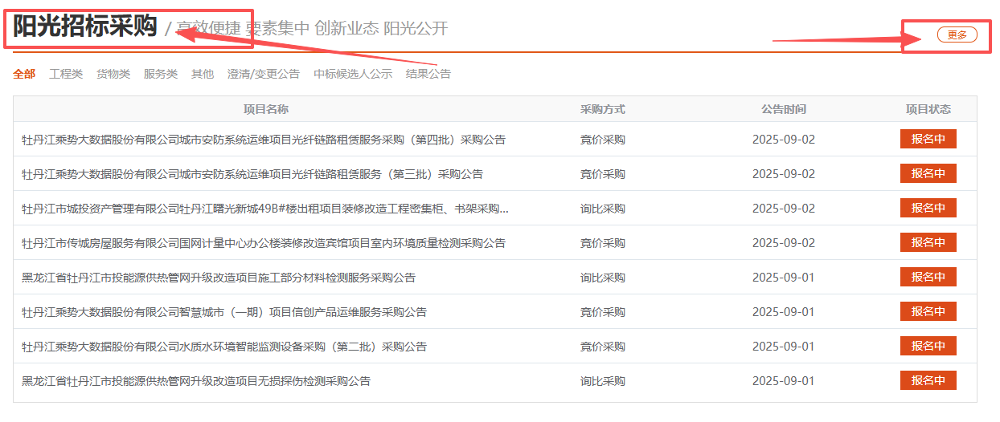 阳光招标采购 / 高效便捷 要素集中 创新业态 阳光公开 更多
全部 工程类 货物类 服务类 其他 澄清/变更公告 中标候选人公示 结果公告
项目名称 采购方式 公告时间 项目状态
牡丹江乘势大数据股份有限公司城市安防系统运维项目光纤链路租赁服务采购（第四批）采购公告 竞价采购 2025-09-02 报名中
牡丹江乘势大数据股份有限公司城市安防系统运维项目光纤链路租赁服务（第三批）采购公告 竞价采购 2025-09-02 报名中
牡丹江市城投资产管理有限公司牡丹江曙光新城49B#楼出租项目装修改造工程密集柜、书架采购... 询比采购 2025-09-02 报名中
牡丹江市传城房屋服务有限公司国网计量中心办公楼装修改造宾馆项目室内环境质量检测采购公告 竞价采购 2025-09-02 报名中
黑龙江省牡丹江市投能源供热管网升级改造项目施工部分材料检测服务采购公告 询比采购 2025-09-01 报名中
牡丹江乘势大数据股份有限公司智慧城市（一期）项目信创产品运维服务采购公告 竞价采购 2025-09-01 报名中
牡丹江乘势大数据股份有限公司水质水环境智能监测设备采购（第二批）采购公告 竞价采购 2025-09-01 报名中
黑龙江省牡丹江市投能源供热管网升级改造项目无损探伤检测采购公告 询比采购 2025-09-01 报名中